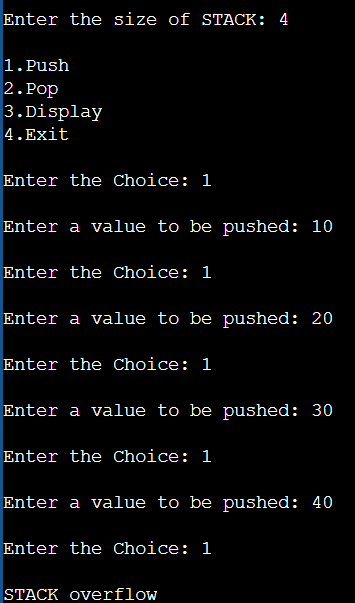 Enter the size of STACK: 4
1.Push
2.Pop
3.Display
4.Exit
Enter the Choice: 1
Enter a value to be pushed: 10
Enter the Choice: 1
Enter a value to be pushed: 20
Enter the Choice: 1
Enter a value to be pushed: 30
Enter the Choice: 1
Enter a value to be pushed: 40
Enter the Choice: 1
STACK overflow